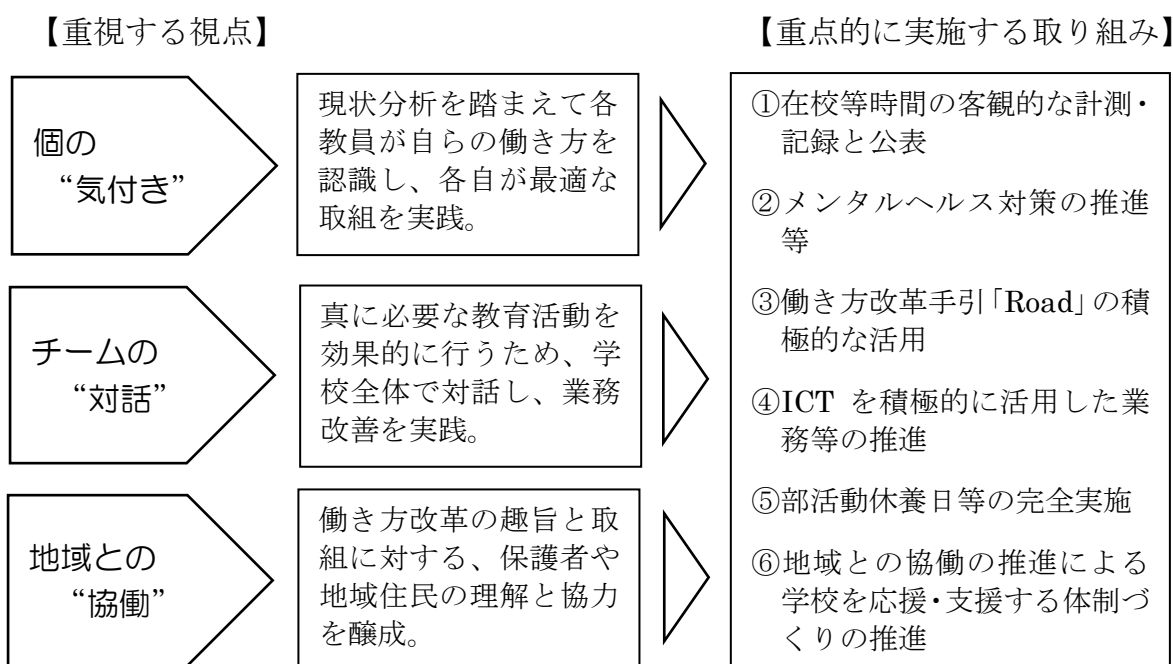 【重視する視点】
【重点的に実施する取り組み】
個の
“気付き”
現状分析を踏まえて各
教員が自らの働き方を
認識し、各自が最適な
取組を実践。
チームの
“対話”
真に必要な教育活動を
効果的に行うため、学
校全体で対話し、業務
改善を実践。
地域との
“協働”
働き方改革の趣旨と取
組に対する、保護者や
地域住民の理解と協力
を醸成。
①在校等時間の客観的な計測・
記録と公表
②メンタルヘルス対策の推進
等
③働き方改革手引「Road」の積
極的な活用
④ICT を積極的に活用した業
務等の推進
⑤部活動休養日等の完全実施
⑥地域との協働の推進による
学校を応援・支援する体制づ
くりの推進